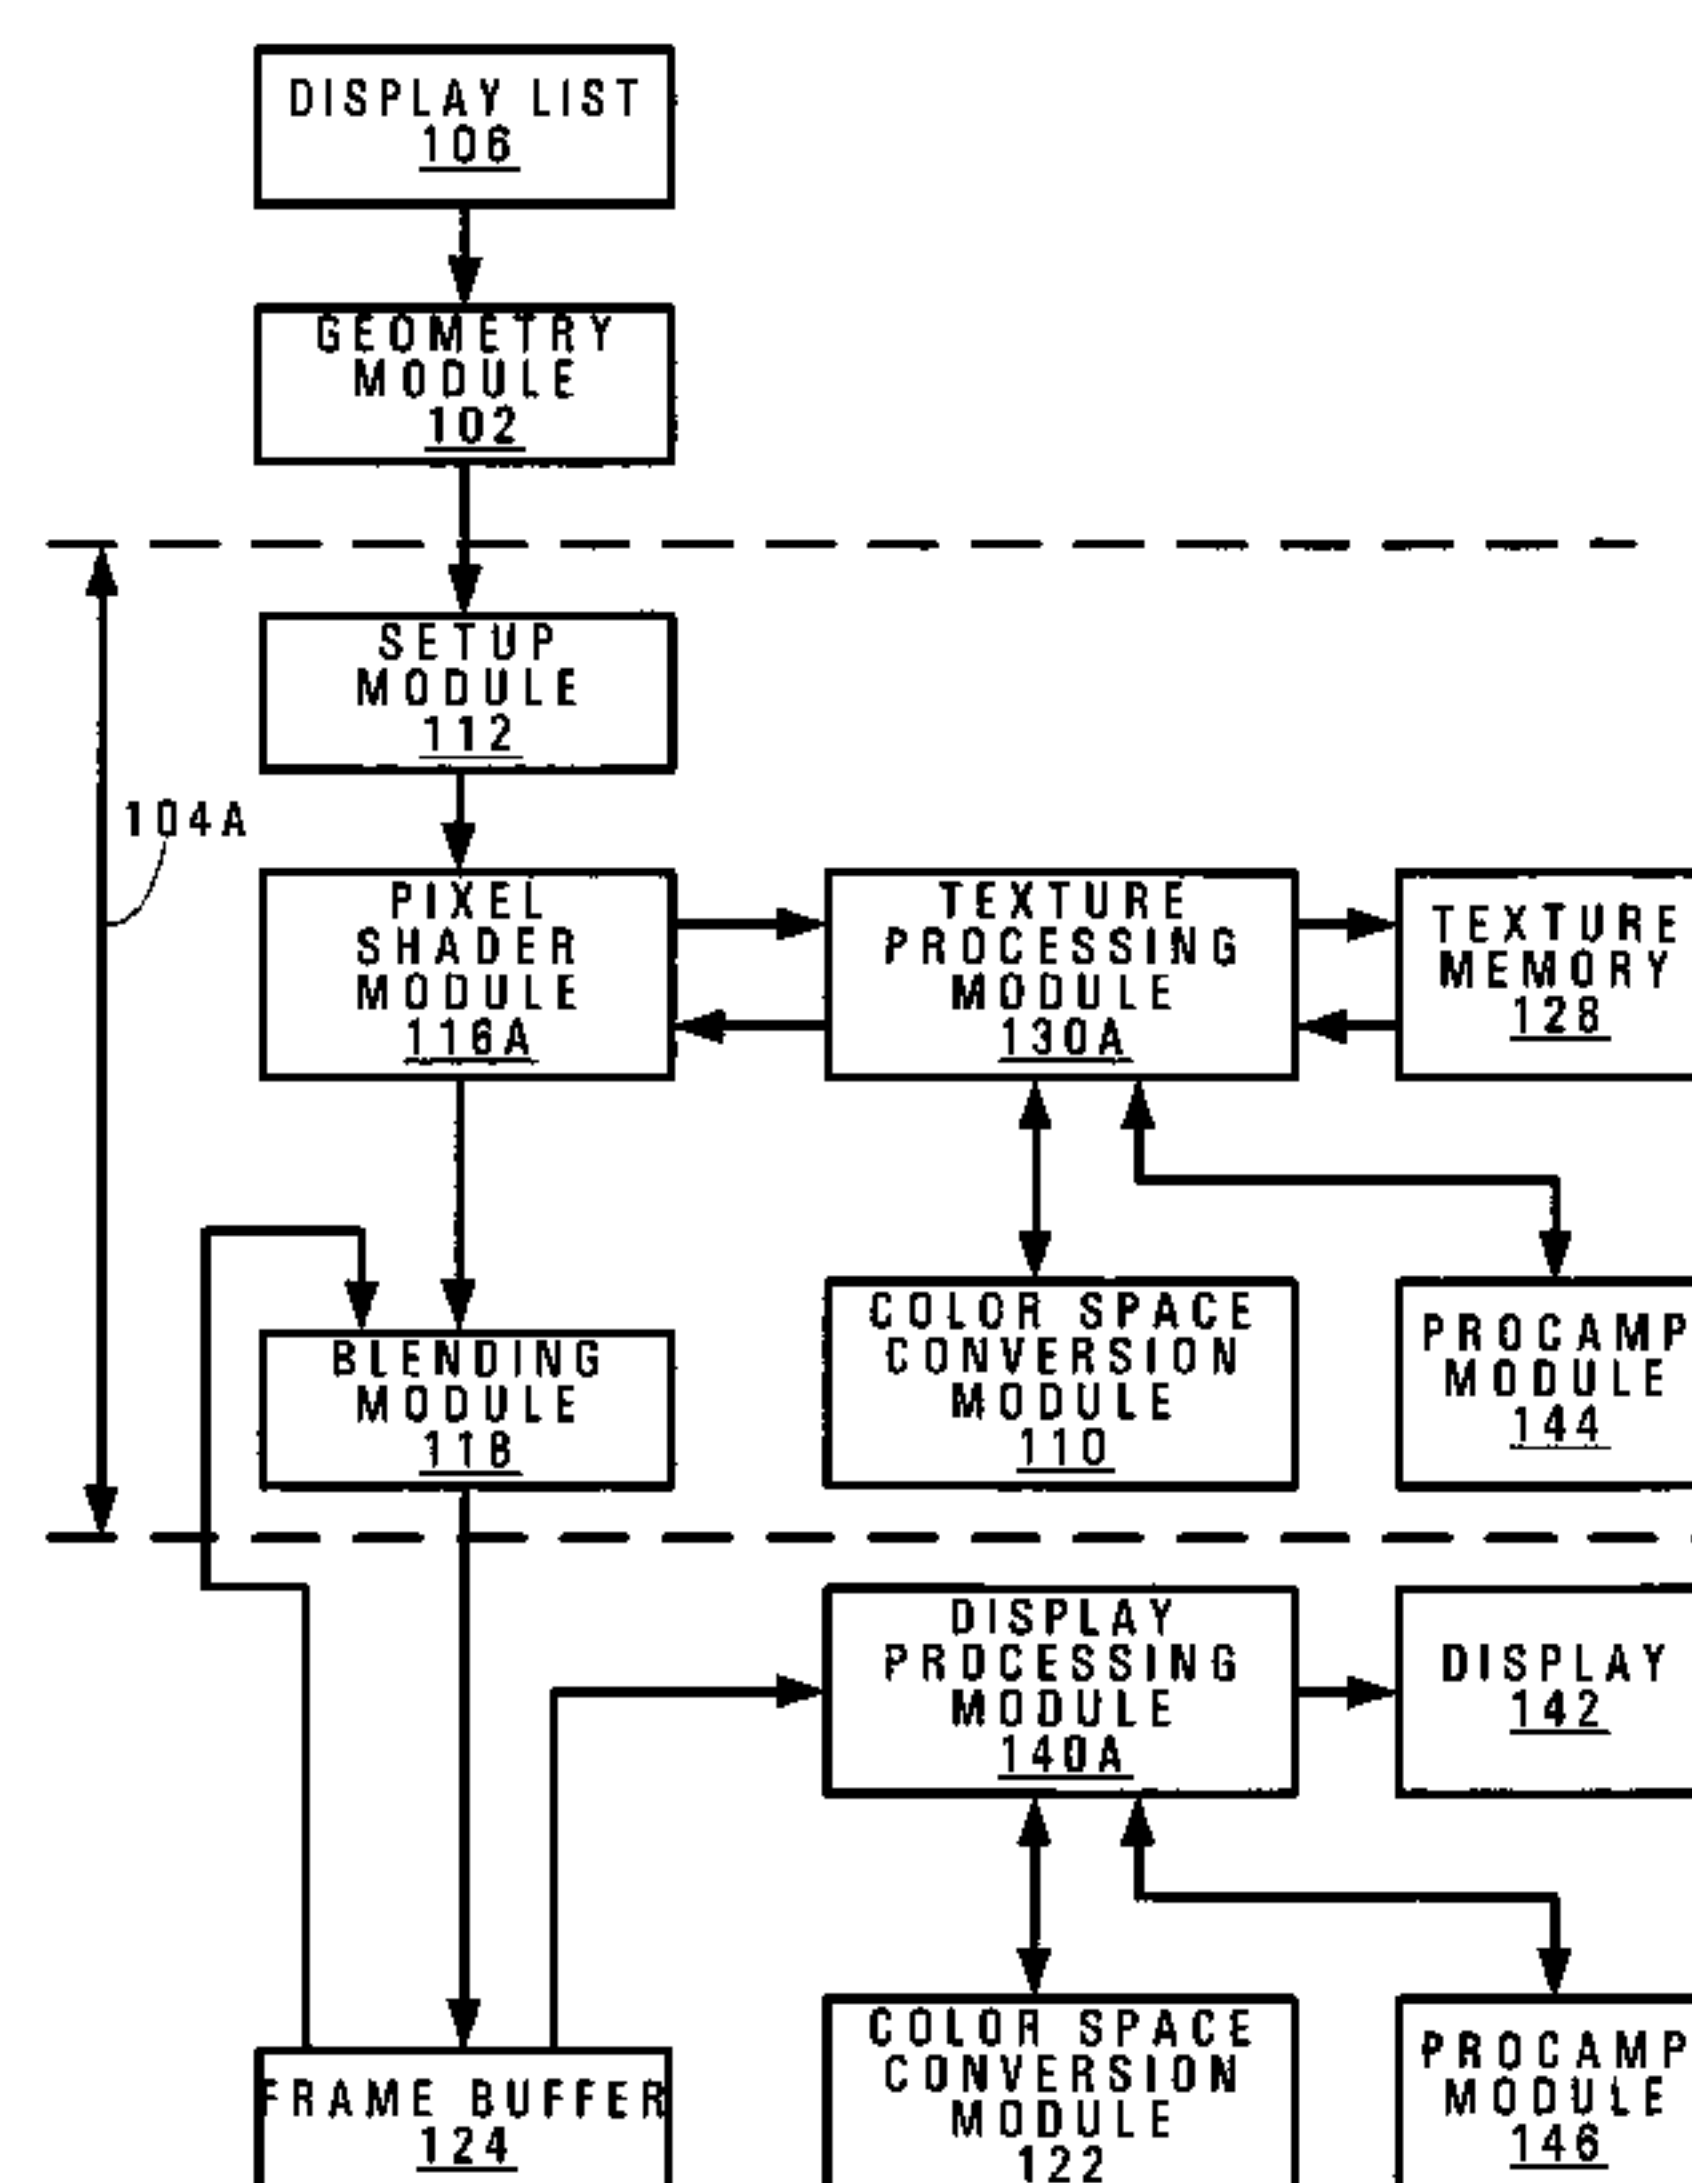 DISPLAY LIST
106
GEOMETRY
MODULE
102
SETUP
MODULE
112
104A
PIXEL
SHADER
MODULE
116A
TEXTURE
PROCESSING
MODULE
130A
TEXTURE
MEMORY
128
BLENDING
MODULE
118
COLOR SPACE
CONVERSION
MODULE
110
PROCAMP
MODULE
144
DISPLAY
PROCESSING
MODULE
140A
DISPLAY
142
FRAME BUFFER
124
COLOR SPACE
CONVERSION
MODULE
122
PROCAMP
MODULE
146